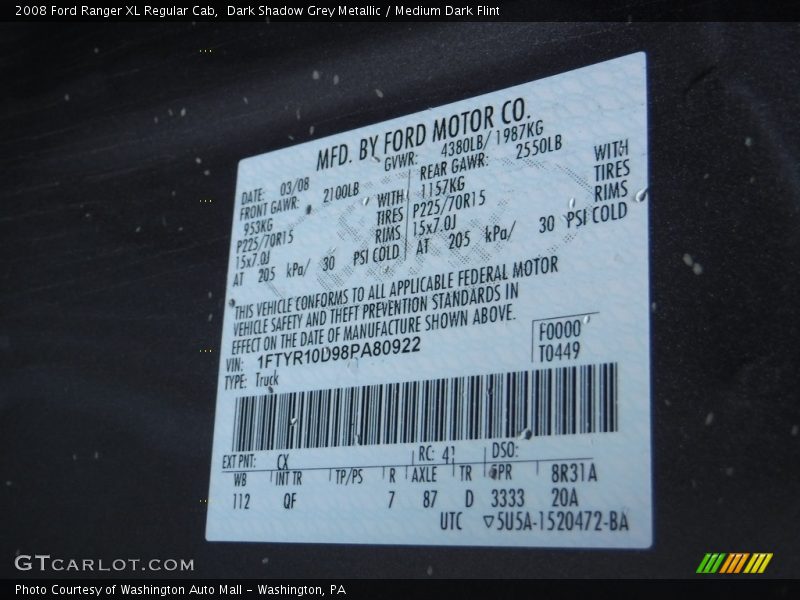 2008 Ford Ranger XL Regular Cab,  Dark Shadow Grey Metallic / Medium Dark Flint
MFD. BY FORD MOTOR CO.
DATE: 03/08 GVWR: 4380LB/ 1987KG
FRONT GAWR: 2100LB REAR GAWR: 2550LB
953KG WITH 1157KG WITH
P225/70R15 TIRES P225/70R15 TIRES
15x7.0J RIMS 15x7.0J RIMS
AT 205 kPa/ 30 PSI COLD AT 205 kPa/ 30 PSI COLD
THIS VEHICLE CONFORMS TO ALL APPLICABLE FEDERAL MOTOR
VEHICLE SAFETY AND THEFT PREVENTION STANDARDS IN
EFFECT ON THE DATE OF MANUFACTURE SHOWN ABOVE.
VIN: 1FTYR10D98PA80922 F0000
TYPE: Truck T0449
EXT PNT: CX RC: 41 DSO:
WB INT TR TP/PS R AXLE TR SPR 8R31A
112 QF 7 87 D 3333 20A
UTC ▽5U5A-1520472-BA
GTCARLOT.COM
Photo Courtesy of Washington Auto Mall - Washington, PA